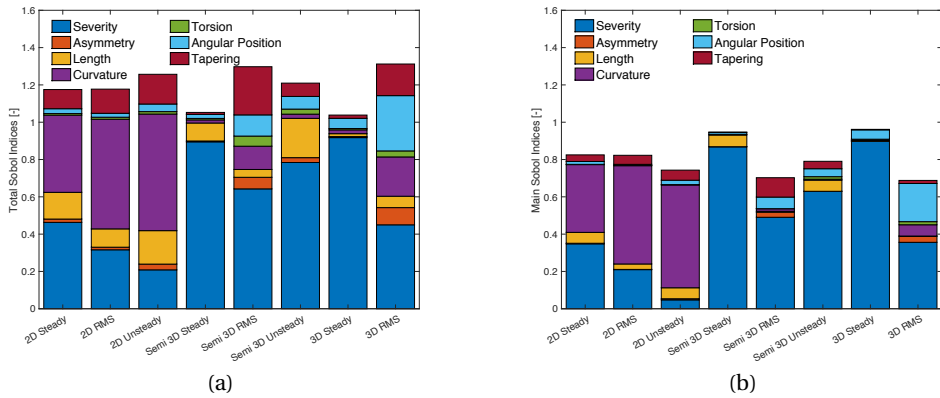 1.6
1.4
1.2
1
0.8
0.6
0.4
0.2
0
Total Sobol Indices [-]
Severity
Asymmetry
Length
Curvature
Torsion
Angular Position
Tapering
2D Steady
2D RMS
2D Unsteady
Semi 3D Steady
Semi 3D RMS
Semi 3D Unsteady
3D Steady
3D RMS
(a)
1.6
1.4
1.2
1
0.8
0.6
0.4
0.2
0
Main Sobol Indices [-]
Severity
Asymmetry
Length
Curvature
Torsion
Angular Position
Tapering
2D Steady
2D RMS
2D Unsteady
Semi 3D Steady
Semi 3D RMS
Semi 3D Unsteady
3D Steady
3D RMS
(b)